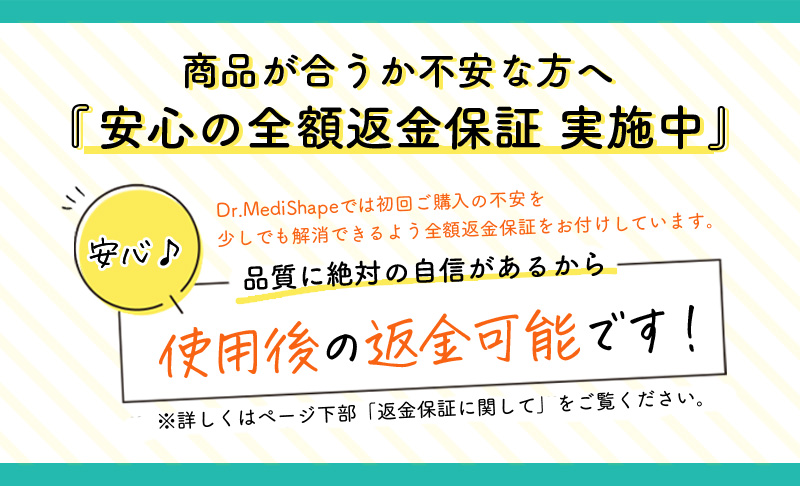 商品が合うか不安な方へ
『安心の全額返金保証 実施中』
安心♪
Dr.MediShapeでは初回ご購入の不安を
少しでも解消できるよう全額返金保証をお付けしています。
品質に絶対の自信があるから
使用後の返金可能です！
※詳しくはページ下部「返金保証に関して」をご覧ください。